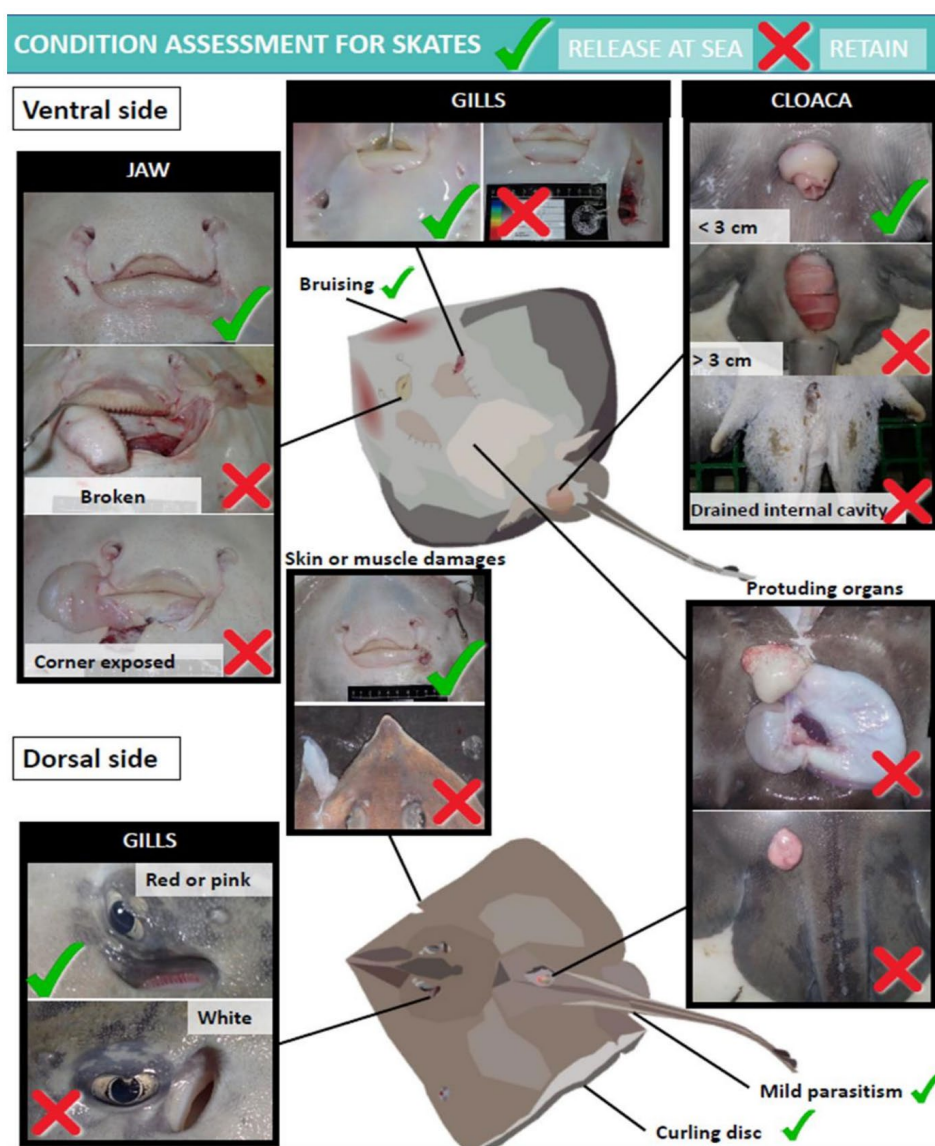 CONDITION ASSESSMENT FOR SKATES RELEASE AT SEA RETAIN
Ventral side
JAW
Broken
Corner exposed
GILLS
CLOACA
< 3 cm
> 3 cm
Drained internal cavity
Bruising
Skin or muscle damages
Protuding organs
Dorsal side
GILLS
Red or pink
White
Mild parasitism
Curling disc